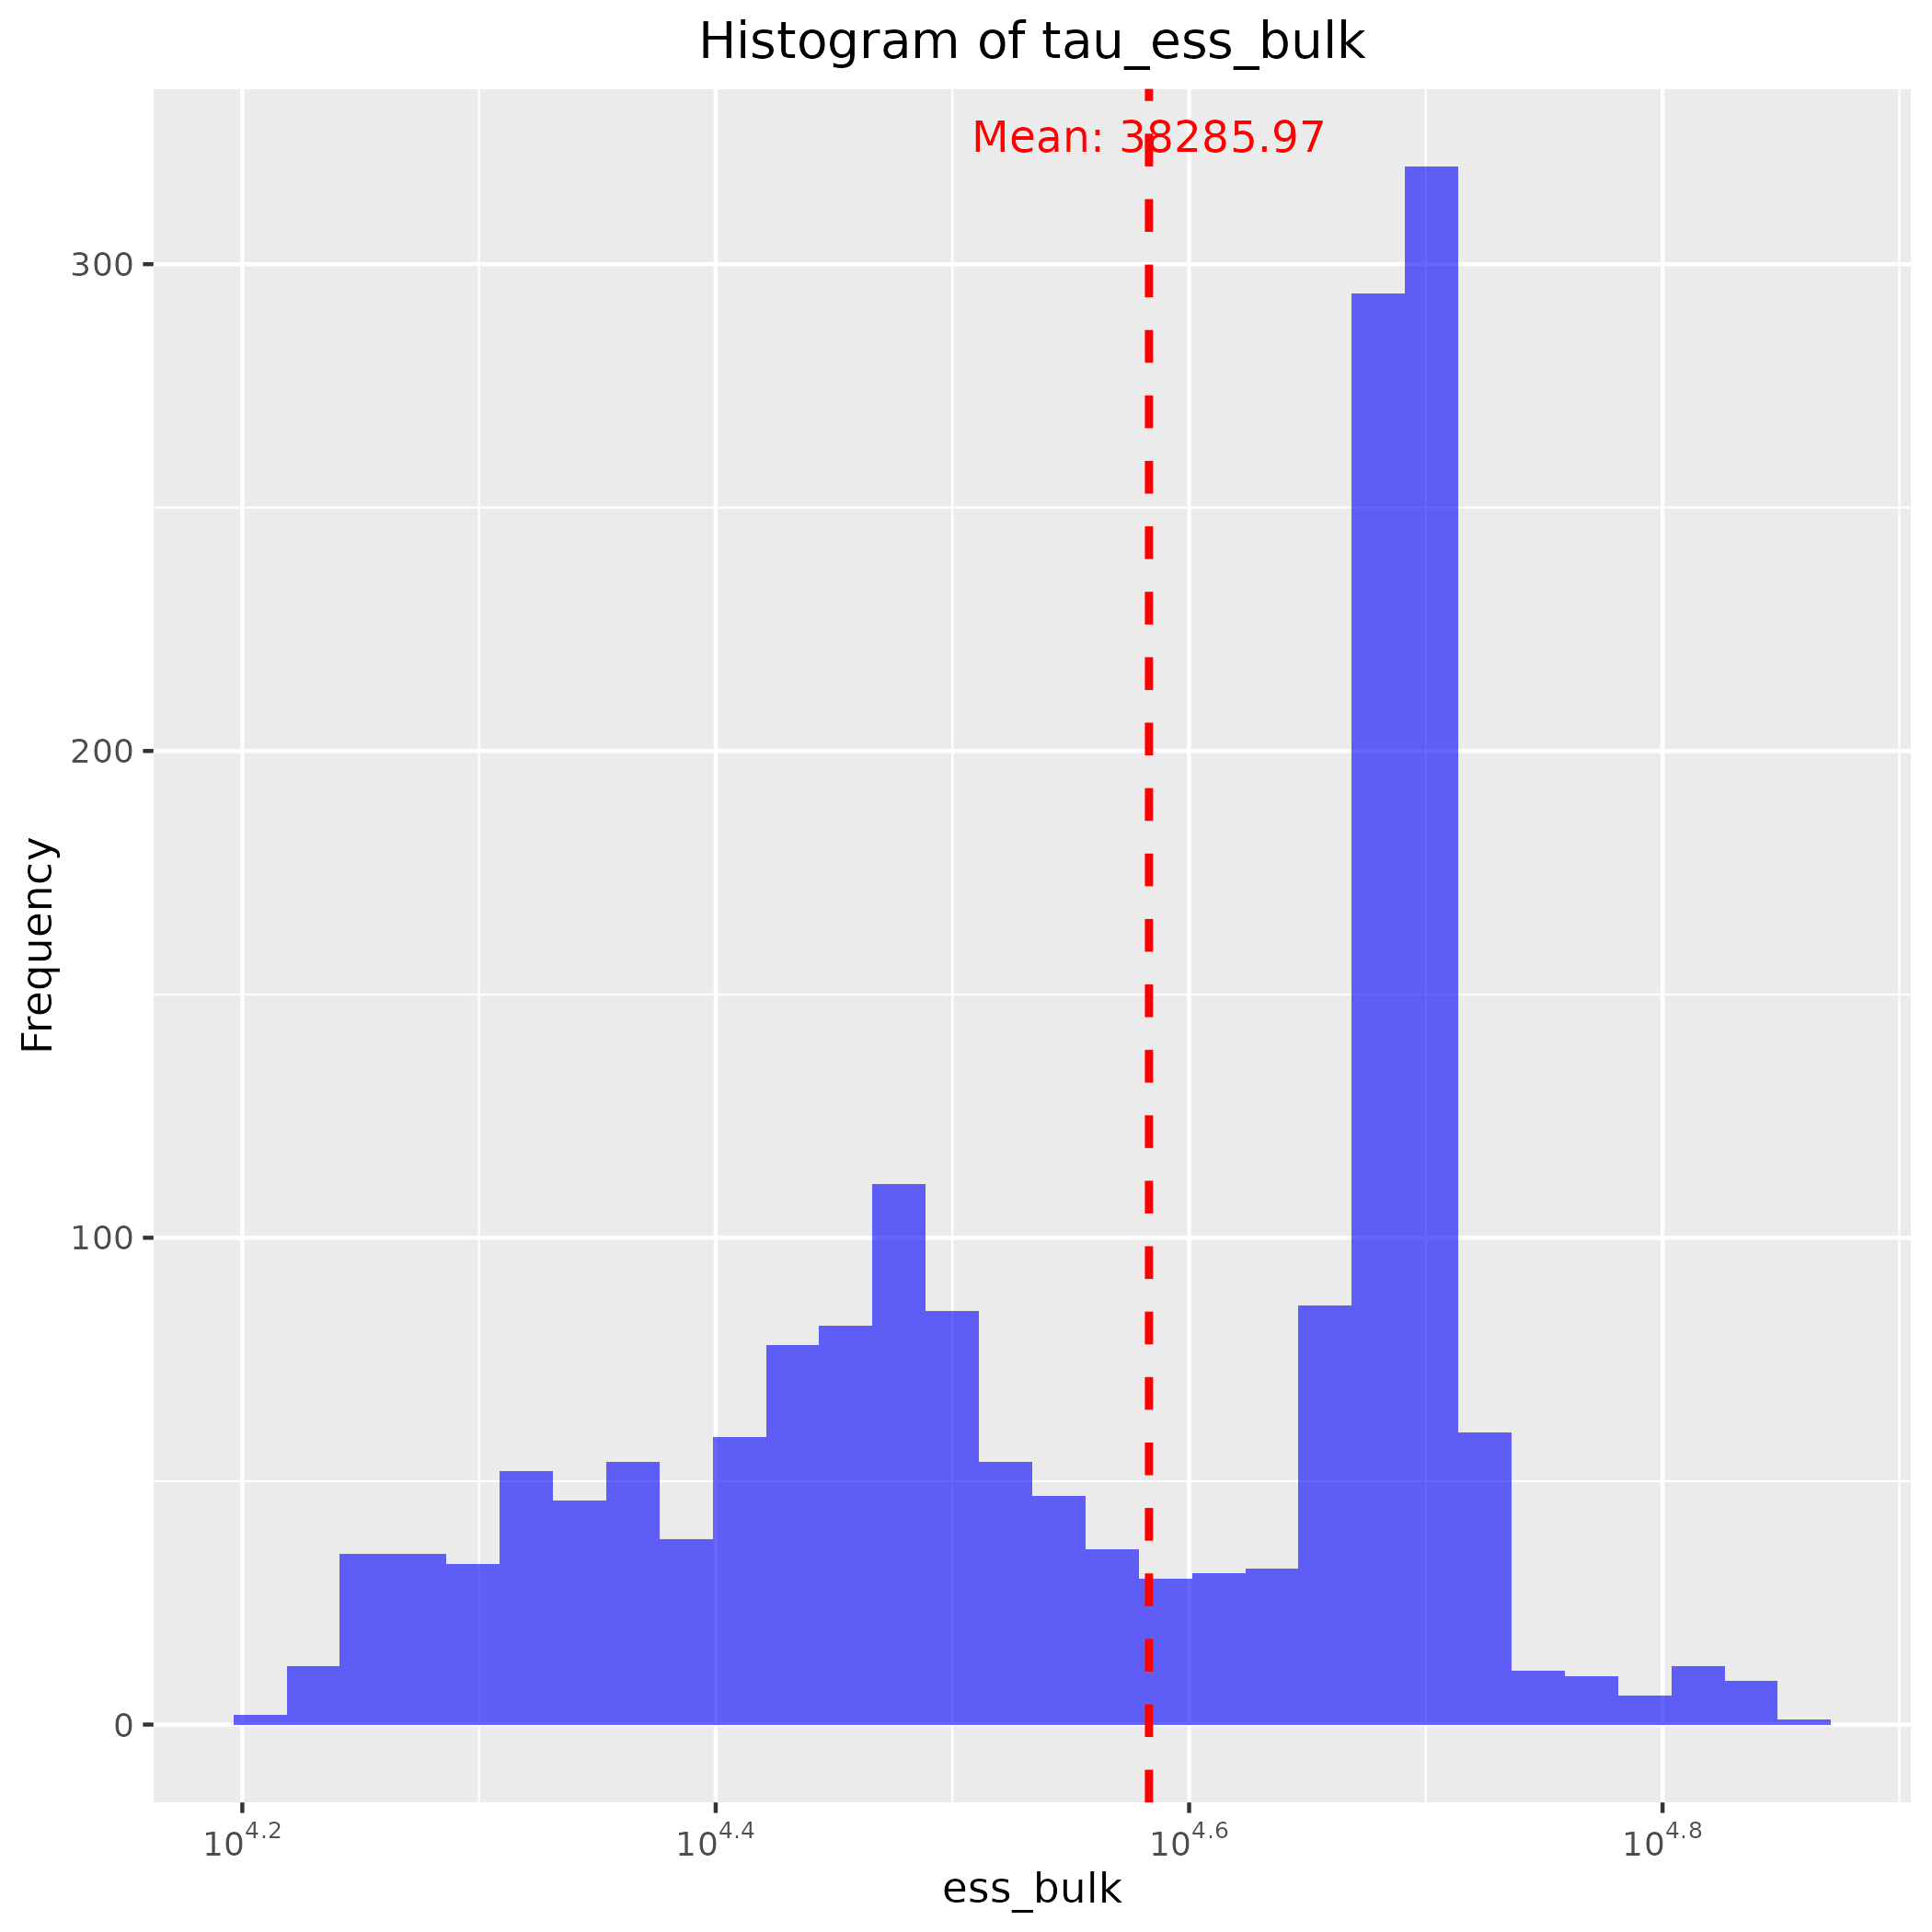 Histogram of tau_ess_bulk
Mean: 38285.97
300
200
100
0
Frequency
10^4.2 10^4.4 10^4.6 10^4.8
ess_bulk